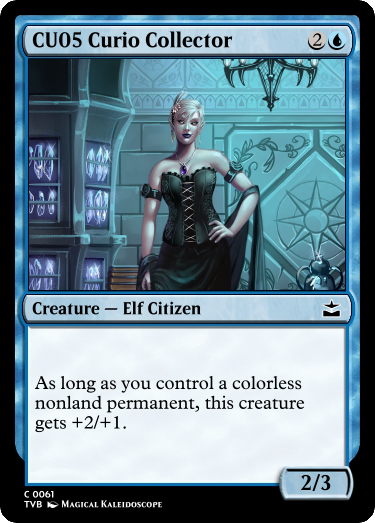 CU05 Curio Collector
2
Creature — Elf Citizen
As long as you control a colorless
nonland permanent, this creature
gets +2/+1.
2/3
C 0061
TVB Magical Kaleidoscope